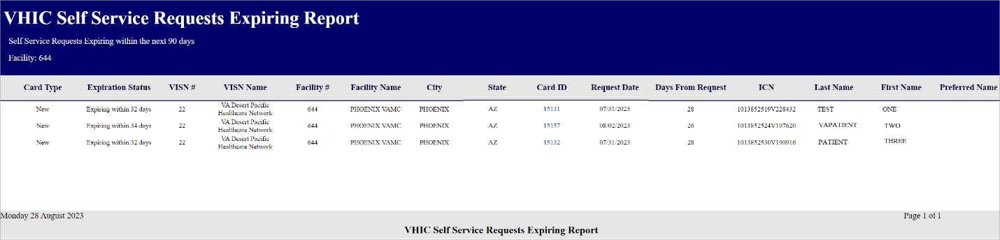 VHIC Self Service Requests Expiring Report
Self Service Requests Expiring within the next 90 days
Facility: 644
Card Type Expiration Status VISN # VISN Name Facility # Facility Name City State Card ID Request Date Days From Request ICN Last Name First Name Preferred Name
New Expiring within 32 days 22 VA Desert Pacific Healthcare Network 644 PHOENIX VAMC PHOENIX AZ 15131 07/31/2023 28 1013852519V228432 TEST ONE
New Expiring within 34 days 22 VA Desert Pacific Healthcare Network 644 PHOENIX VAMC PHOENIX AZ 15157 08/02/2023 26 1013852524V107620 VAPATIENT TWO
New Expiring within 32 days 22 VA Desert Pacific Healthcare Network 644 PHOENIX VAMC PHOENIX AZ 15132 07/31/2023 28 1013852530V190916 PATIENT THREE
Monday 28 August 2023 Page 1 of 1
VHIC Self Service Requests Expiring Report